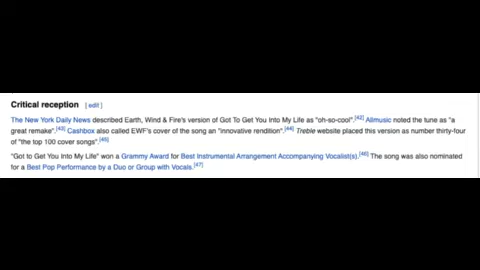 Critical reception [ edit ]
The New York Daily News described Earth, Wind & Fire's version of Got To Get You Into My Life as "oh-so-cool".[42] Allmusic noted the tune as "a
great remake".[43] Cashbox also called EWF's cover of the song an "innovative rendition".[44] Treble website placed this version as number thirty-four
of "the top 100 cover songs".[45]
"Got to Get You Into My Life" won a Grammy Award for Best Instrumental Arrangement Accompanying Vocalist(s).[46] The song was also nominated
for a Best Pop Performance by a Duo or Group with Vocals.[47]